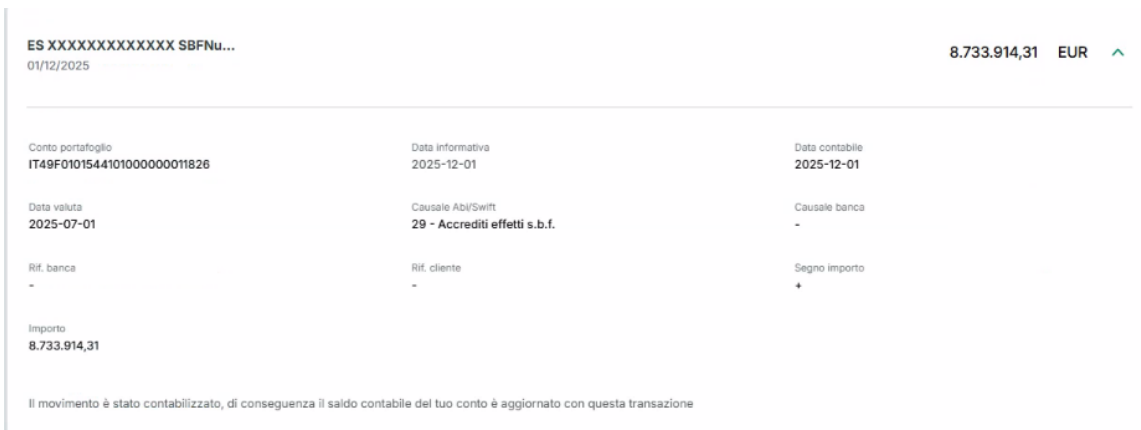 ES XXXXXXXXXXXXX SBFNu...
8.733.914,31 EUR
01/12/2025
Conto portafoglio
IT49F0101544101000000011826
Data informativa
2025-12-01
Data contabile
2025-12-01
Data valuta
2025-07-01
Causale Abi/Swift
29 - Accrediti effetti s.b.f.
Causale banca
-
Rif. banca
-
Rif. cliente
-
Segno importo
+
Importo
8.733.914,31
Il movimento è stato contabilizzato, di conseguenza il saldo contabile del tuo conto è aggiornato con questa transazione